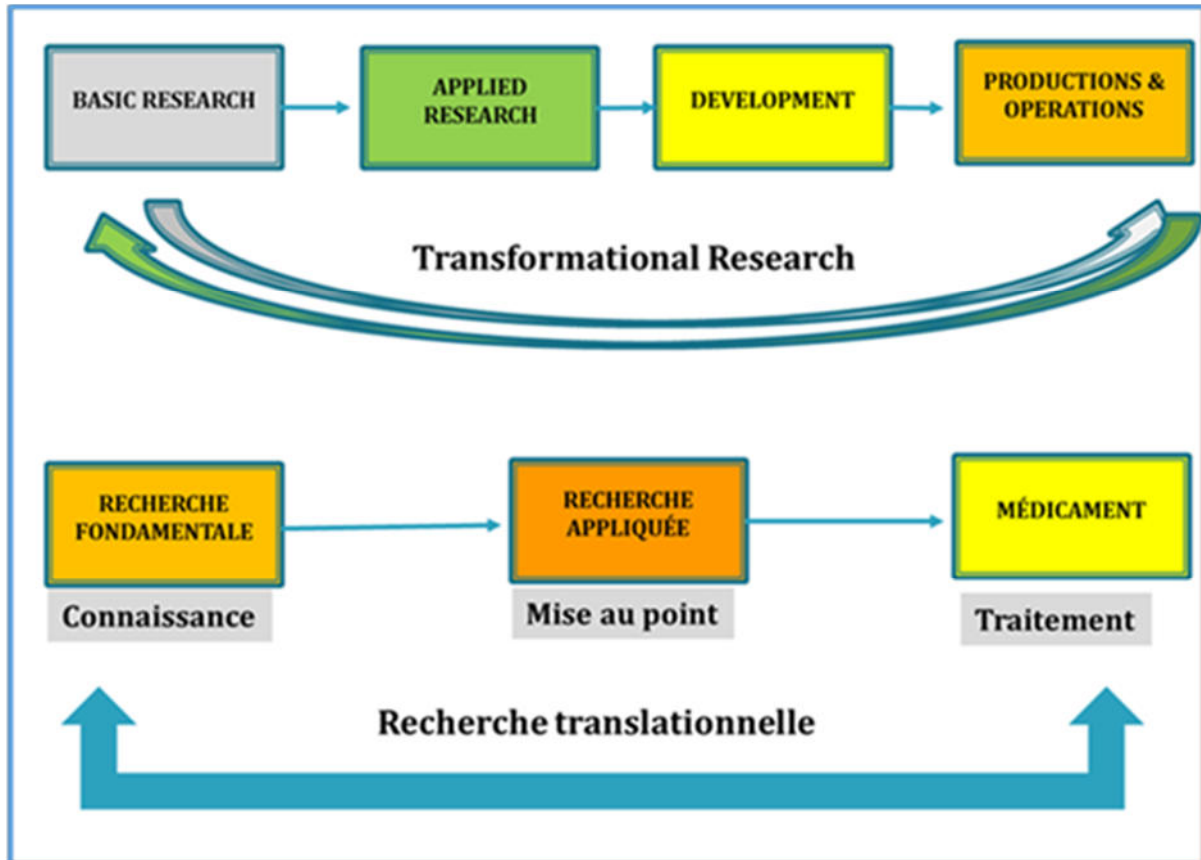 BASIC RESEARCH
APPLIED
RESEARCH
DEVELOPMENT
PRODUCTIONS &
OPERATIONS
Transformational Research
RECHERCHE
FONDAMENTALE
RECHERCHE
APPLIQUÉE
MÉDICAMENT
Connaissance
Mise au point
Traitement
Recherche translationnelle